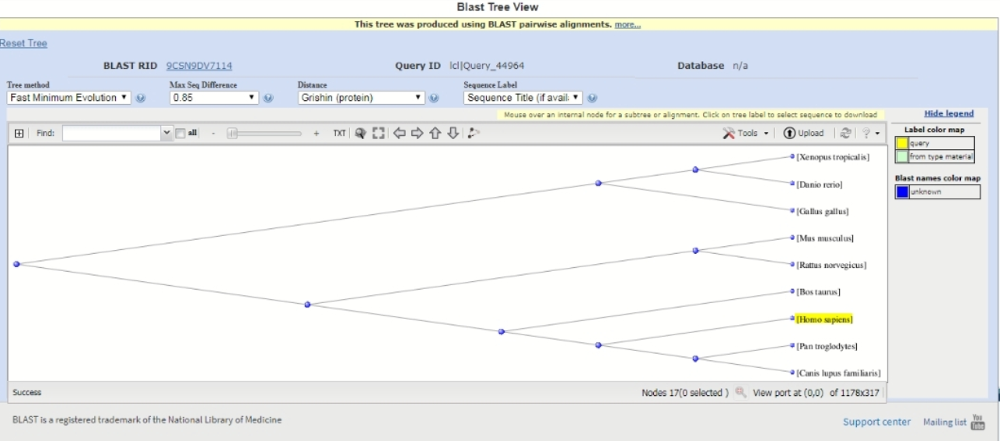 Blast Tree View
This tree was produced using BLAST pairwise alignments. more...
Reset Tree
BLAST RID 9CSN9DV7114 Query ID lcl|Query_44964 Database n/a
Tree method Max Seq Difference Distance Sequence Label
Fast Minimum Evolution 0.85 Grishin (protein) Sequence Title (if avail:
Mouse over an internal node for a subtree or alignment. Click on tree label to select sequence to download
Hide legend
Find: all - + TXT Tools Upload ?
Label color map
query
from type material
Blast names color map
unknown
[Xenopus tropicalis]
[Danio rerio]
[Gallus gallus]
[Mus musculus]
[Rattus norvegicus]
[Bos taurus]
[Homo sapiens]
[Pan troglodytes]
[Canis lupus familiaris]
Success Nodes 17(0 selected ) View port at (0,0) of 1178x317
BLAST is a registered trademark of the National Library of Medicine
Support center Mailing list You Tube